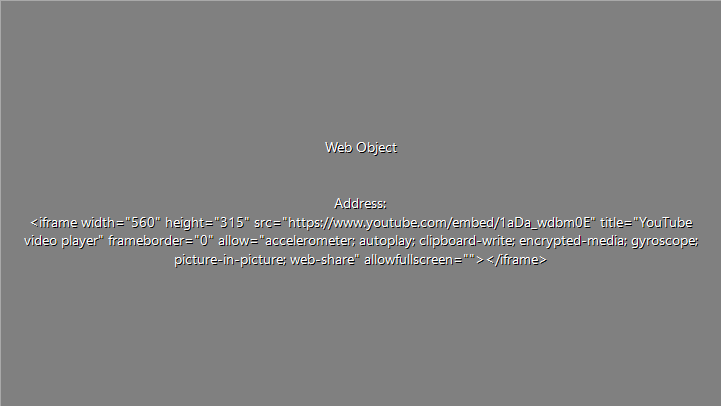 Web Object
Address:
<iframe width="560" height="315" src="https://www.youtube.com/embed/1aDa_wdbm0E" title="YouTube
video player" frameborder="0" allow="accelerometer; autoplay; clipboard-write; encrypted-media; gyroscope;
picture-in-picture; web-share" allowfullscreen=""></iframe>